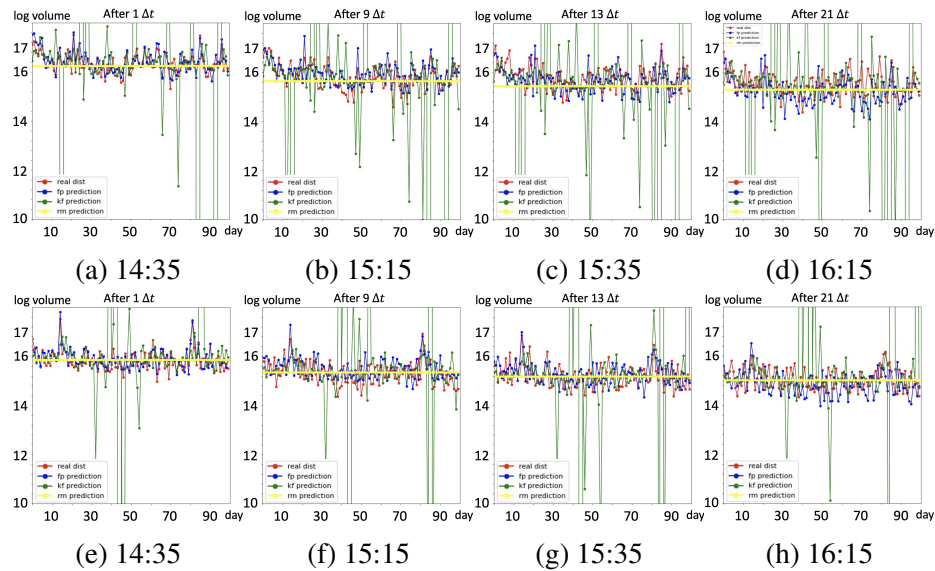 log volume After 1 Δt
17
16
14
12
10
real dist
fp prediction
kf prediction
rm prediction
10 30 50 70 90 day
(a) 14:35
log volume After 9 Δt
17
16
14
12
10
real dist
fp prediction
kf prediction
rm prediction
10 30 50 70 90 day
(b) 15:15
log volume After 13 Δt
17
16
14
12
10
real dist
fp prediction
kf prediction
rm prediction
10 30 50 70 90 day
(c) 15:35
log volume After 21 Δt
real dist
fp prediction
kf prediction
rm prediction
17
16
14
12
10
10 30 50 70 90 day
(d) 16:15
log volume After 1 Δt
17
16
14
12
10
real dist
fp prediction
kf prediction
rm prediction
10 30 50 70 90 day
(e) 14:35
log volume After 9 Δt
17
16
14
12
10
real dist
fp prediction
kf prediction
rm prediction
10 30 50 70 90 day
(f) 15:15
log volume After 13 Δt
17
16
14
12
10
real dist
fp prediction
kf prediction
rm prediction
10 30 50 70 90 day
(g) 15:35
log volume After 21 Δt
17
16
14
12
10
real dist
fp prediction
kf prediction
rm prediction
10 30 50 70 90 day
(h) 16:15